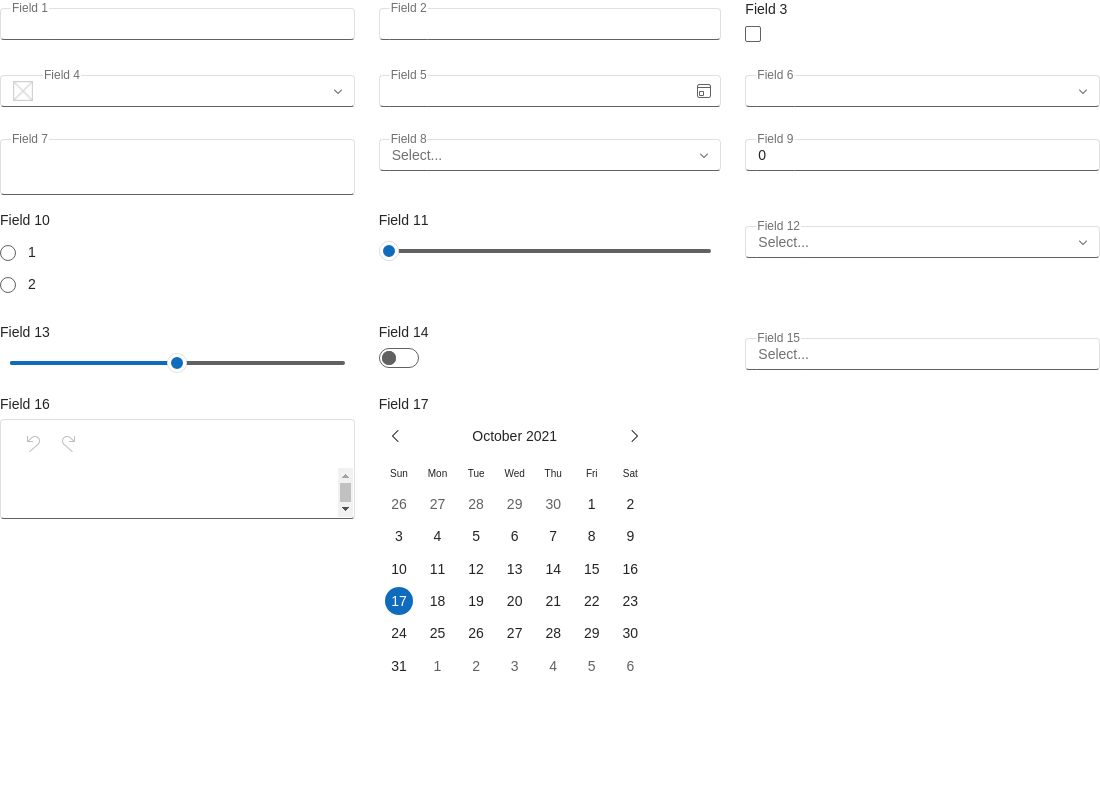 Field 1
Field 2
Field 3
Field 4
Field 5
Field 6
Field 7
Field 8
Select...
Field 9
0
Field 10
1
2
Field 11
Field 12
Select...
Field 13
Field 14
Field 15
Select...
Field 16
Field 17
October 2021
Sun Mon Tue Wed Thu Fri Sat
26 27 28 29 30 1 2
3 4 5 6 7 8 9
10 11 12 13 14 15 16
17 18 19 20 21 22 23
24 25 26 27 28 29 30
31 1 2 3 4 5 6